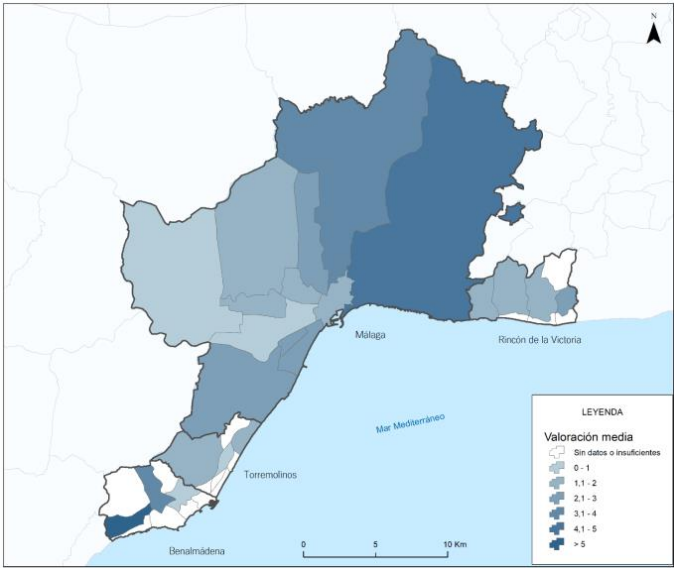 N
Málaga
Rincón de la Victoria
Mar Mediterráneo
Torremolinos
Benalmádena
0 5 10 Km
LEYENDA
Valoración media
Sin datos o insuficientes
0 - 1
1,1 - 2
2,1 - 3
3,1 - 4
4,1 - 5
> 5